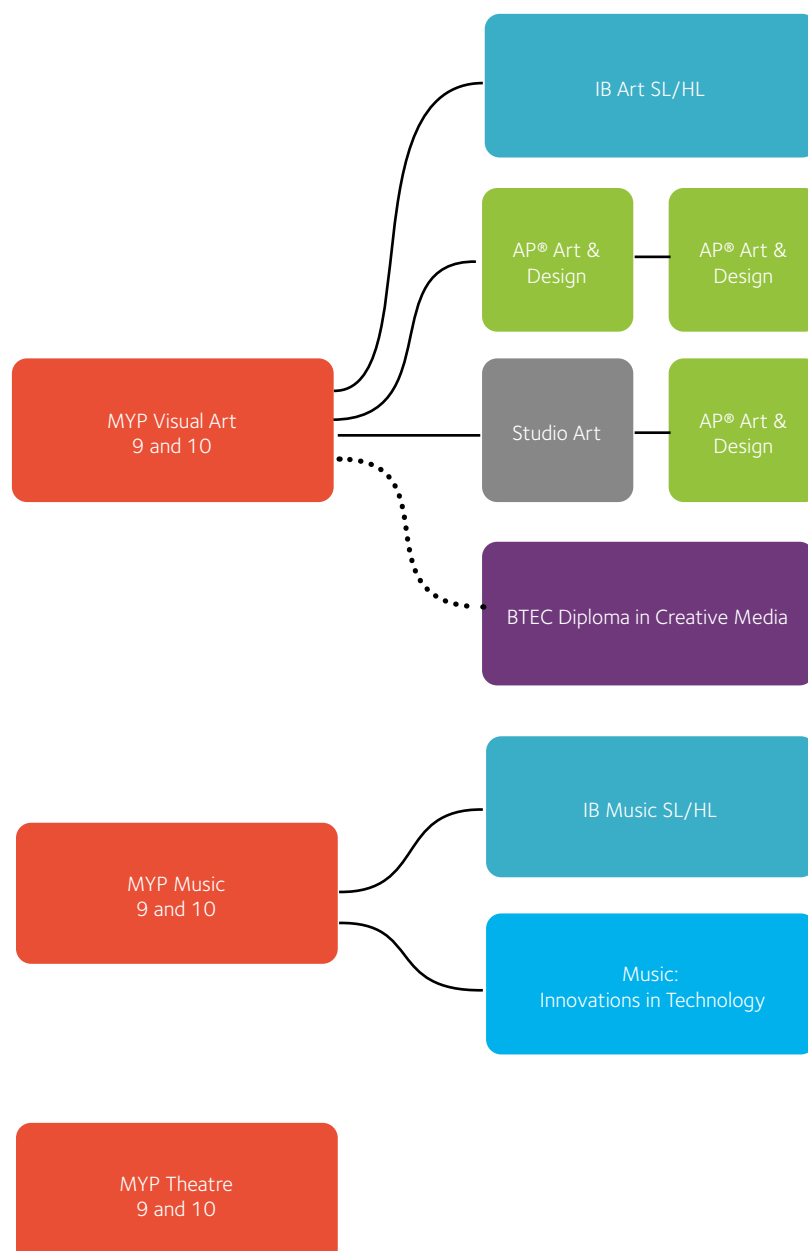 IB Art SL/HL
AP® Art &
Design
AP® Art &
Design
MYP Visual Art
9 and 10
Studio Art
AP® Art &
Design
BTEC Diploma in Creative Media
IB Music SL/HL
MYP Music
9 and 10
Music:
Innovations in Technology
MYP Theatre
9 and 10